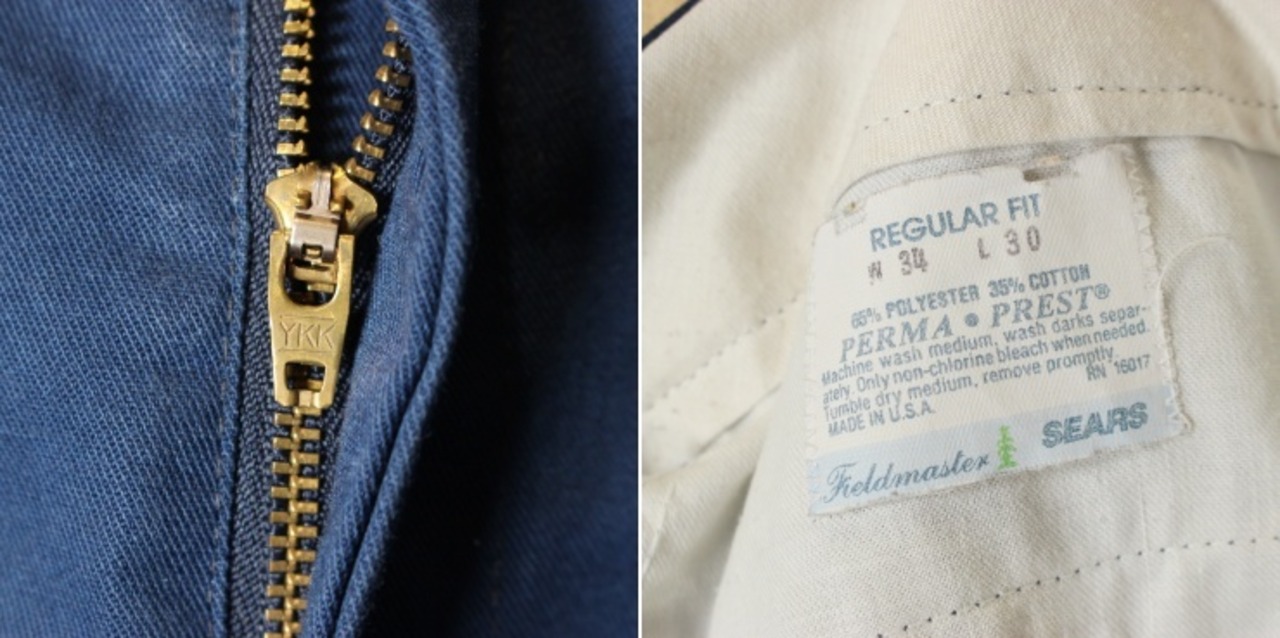 YKK
REGULAR FIT
W 34 L 30
65% POLYESTER 35% COTTON
PERMA • PREST®
Machine wash medium, wash darks separ-
ately. Only non-chlorine bleach when needed.
Tumble dry medium, remove promptly.
RN 16017
MADE IN U.S.A.
Fieldmaster SEARS